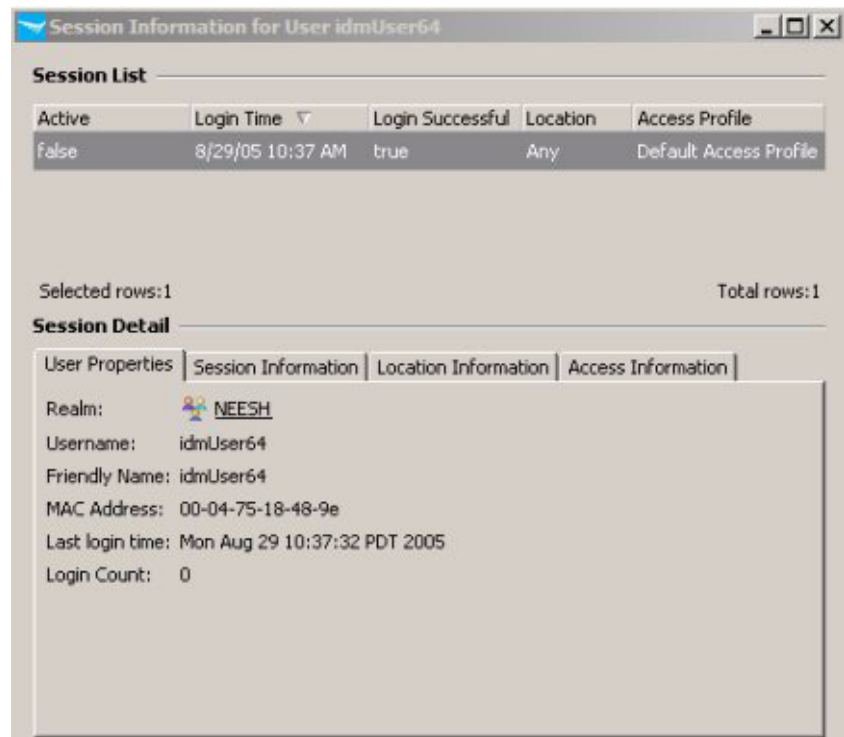 Session Information for User idmUser64
Session List
Active Login Time Login Successful Location Access Profile
false 8/29/05 10:37 AM true Any Default Access Profile
Selected rows:1 Total rows:1
Session Detail
User Properties Session Information Location Information Access Information
Realm: NEESH
Username: idmUser64
Friendly Name: idmUser64
MAC Address: 00-04-75-18-48-9e
Last login time: Mon Aug 29 10:37:32 PDT 2005
Login Count: 0